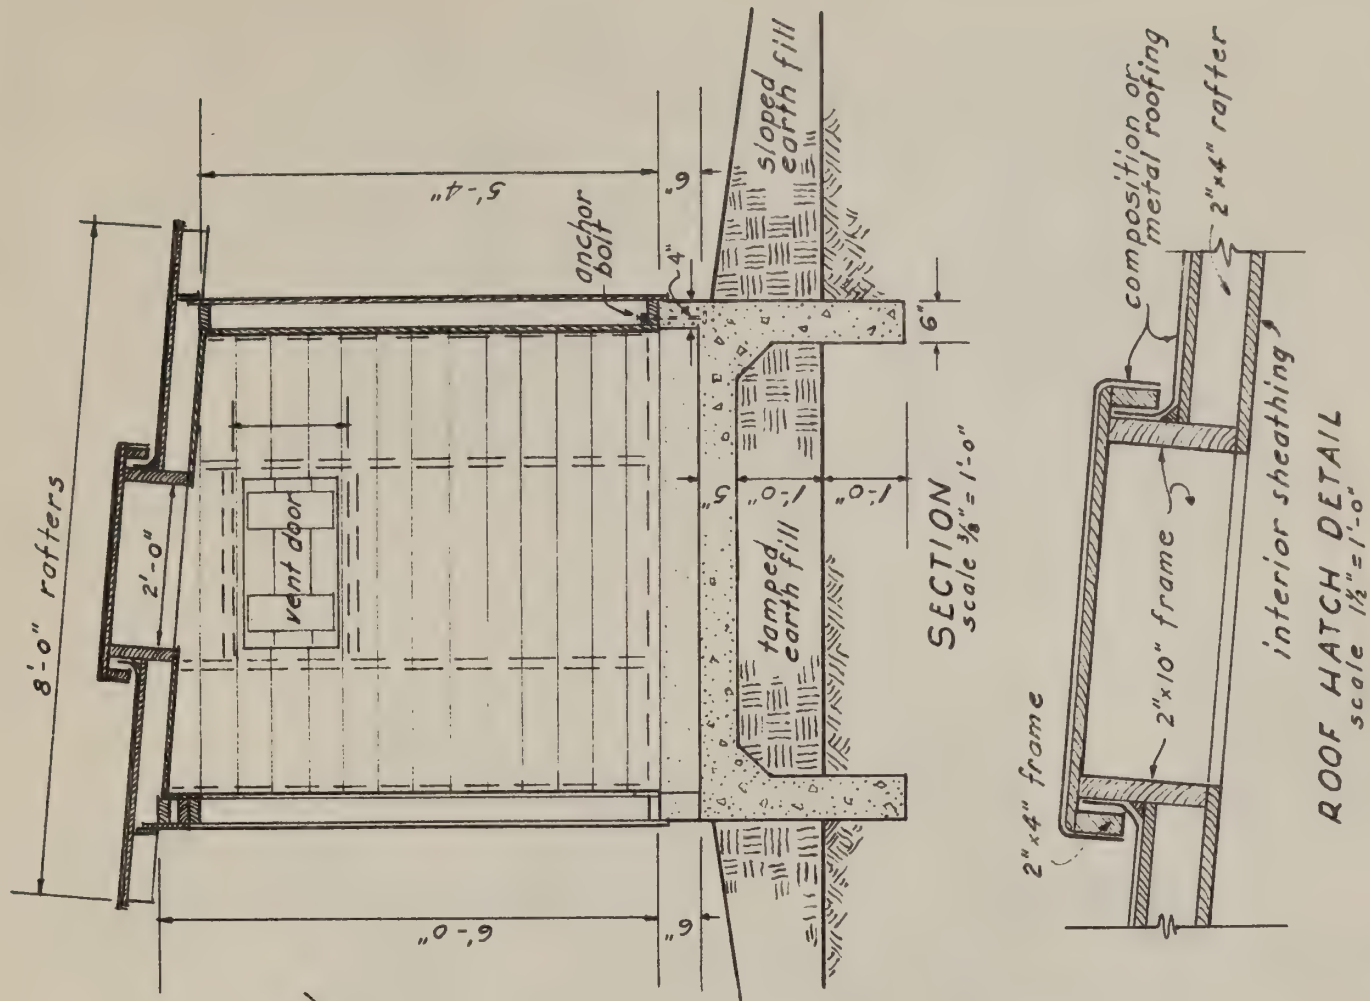 8'-0" rafters
2'-0"
vent door
5'-4"
6'-0"
anchor
bolt
6"
4"
6"
sloped
earth fill
tamped
earth fill
5"
1'-0"
1'-0"
6"
SECTION
scale 3/8" = 1'-0"
2"x4" frame
2"x10" frame
composition or
metal roofing
2"x4" rafter
interior sheathing
ROOF HATCH DETAIL
scale 1½" = 1'-0"